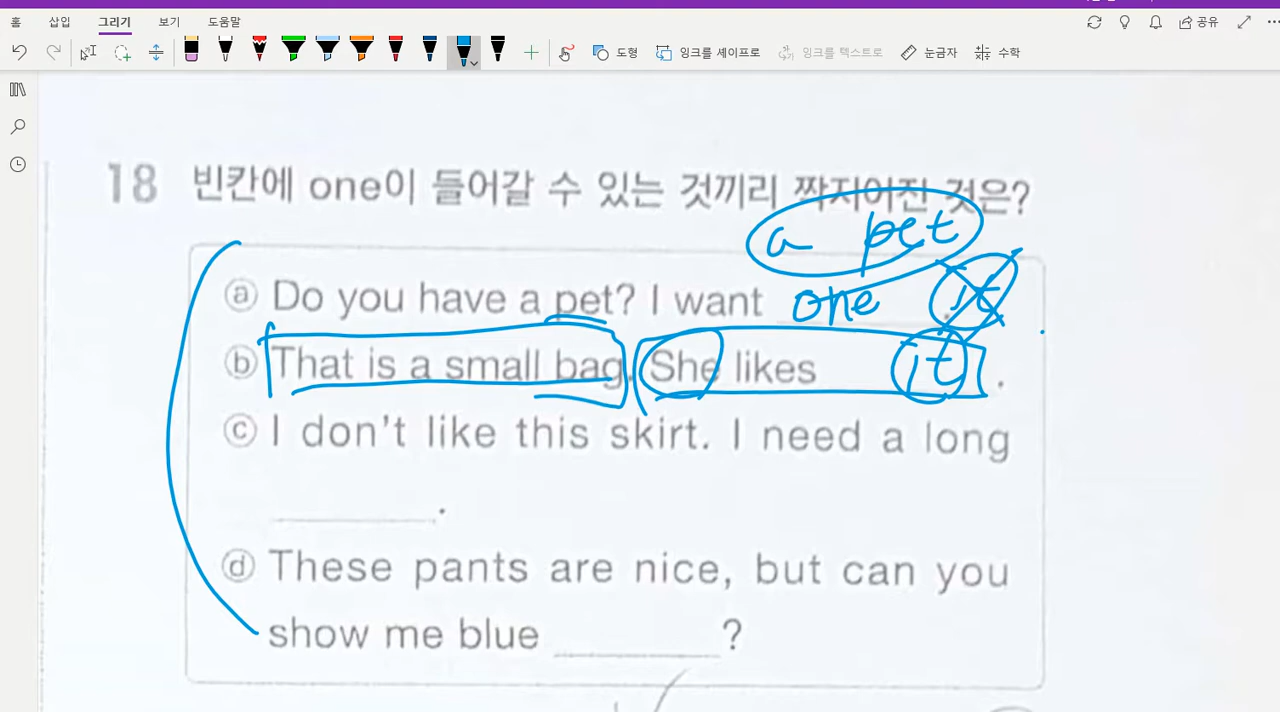 홈 삽입 그리기 보기 도움말 공유
도형 잉크를 셰이프로 잉크를 텍스트로 눈금자 수학
18 빈칸에 one이 들어갈 수 있는 것끼리 짝지어진 것은?
a pet
ⓐ Do you have a pet? I want one . it
ⓑ That is a small bag. She likes it .
ⓒ I don't like this skirt. I need a long
.
ⓓ These pants are nice, but can you
show me blue ?